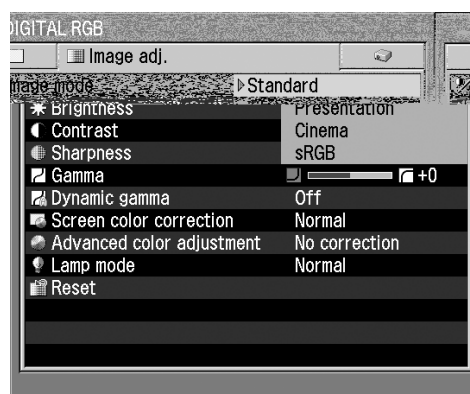 DIGITAL RGB
Image adj.
Image mode Standard
Brightness Presentation
Contrast Cinema
Sharpness sRGB
Gamma +0
Dynamic gamma Off
Screen color correction Normal
Advanced color adjustment No correction
Lamp mode Normal
Reset